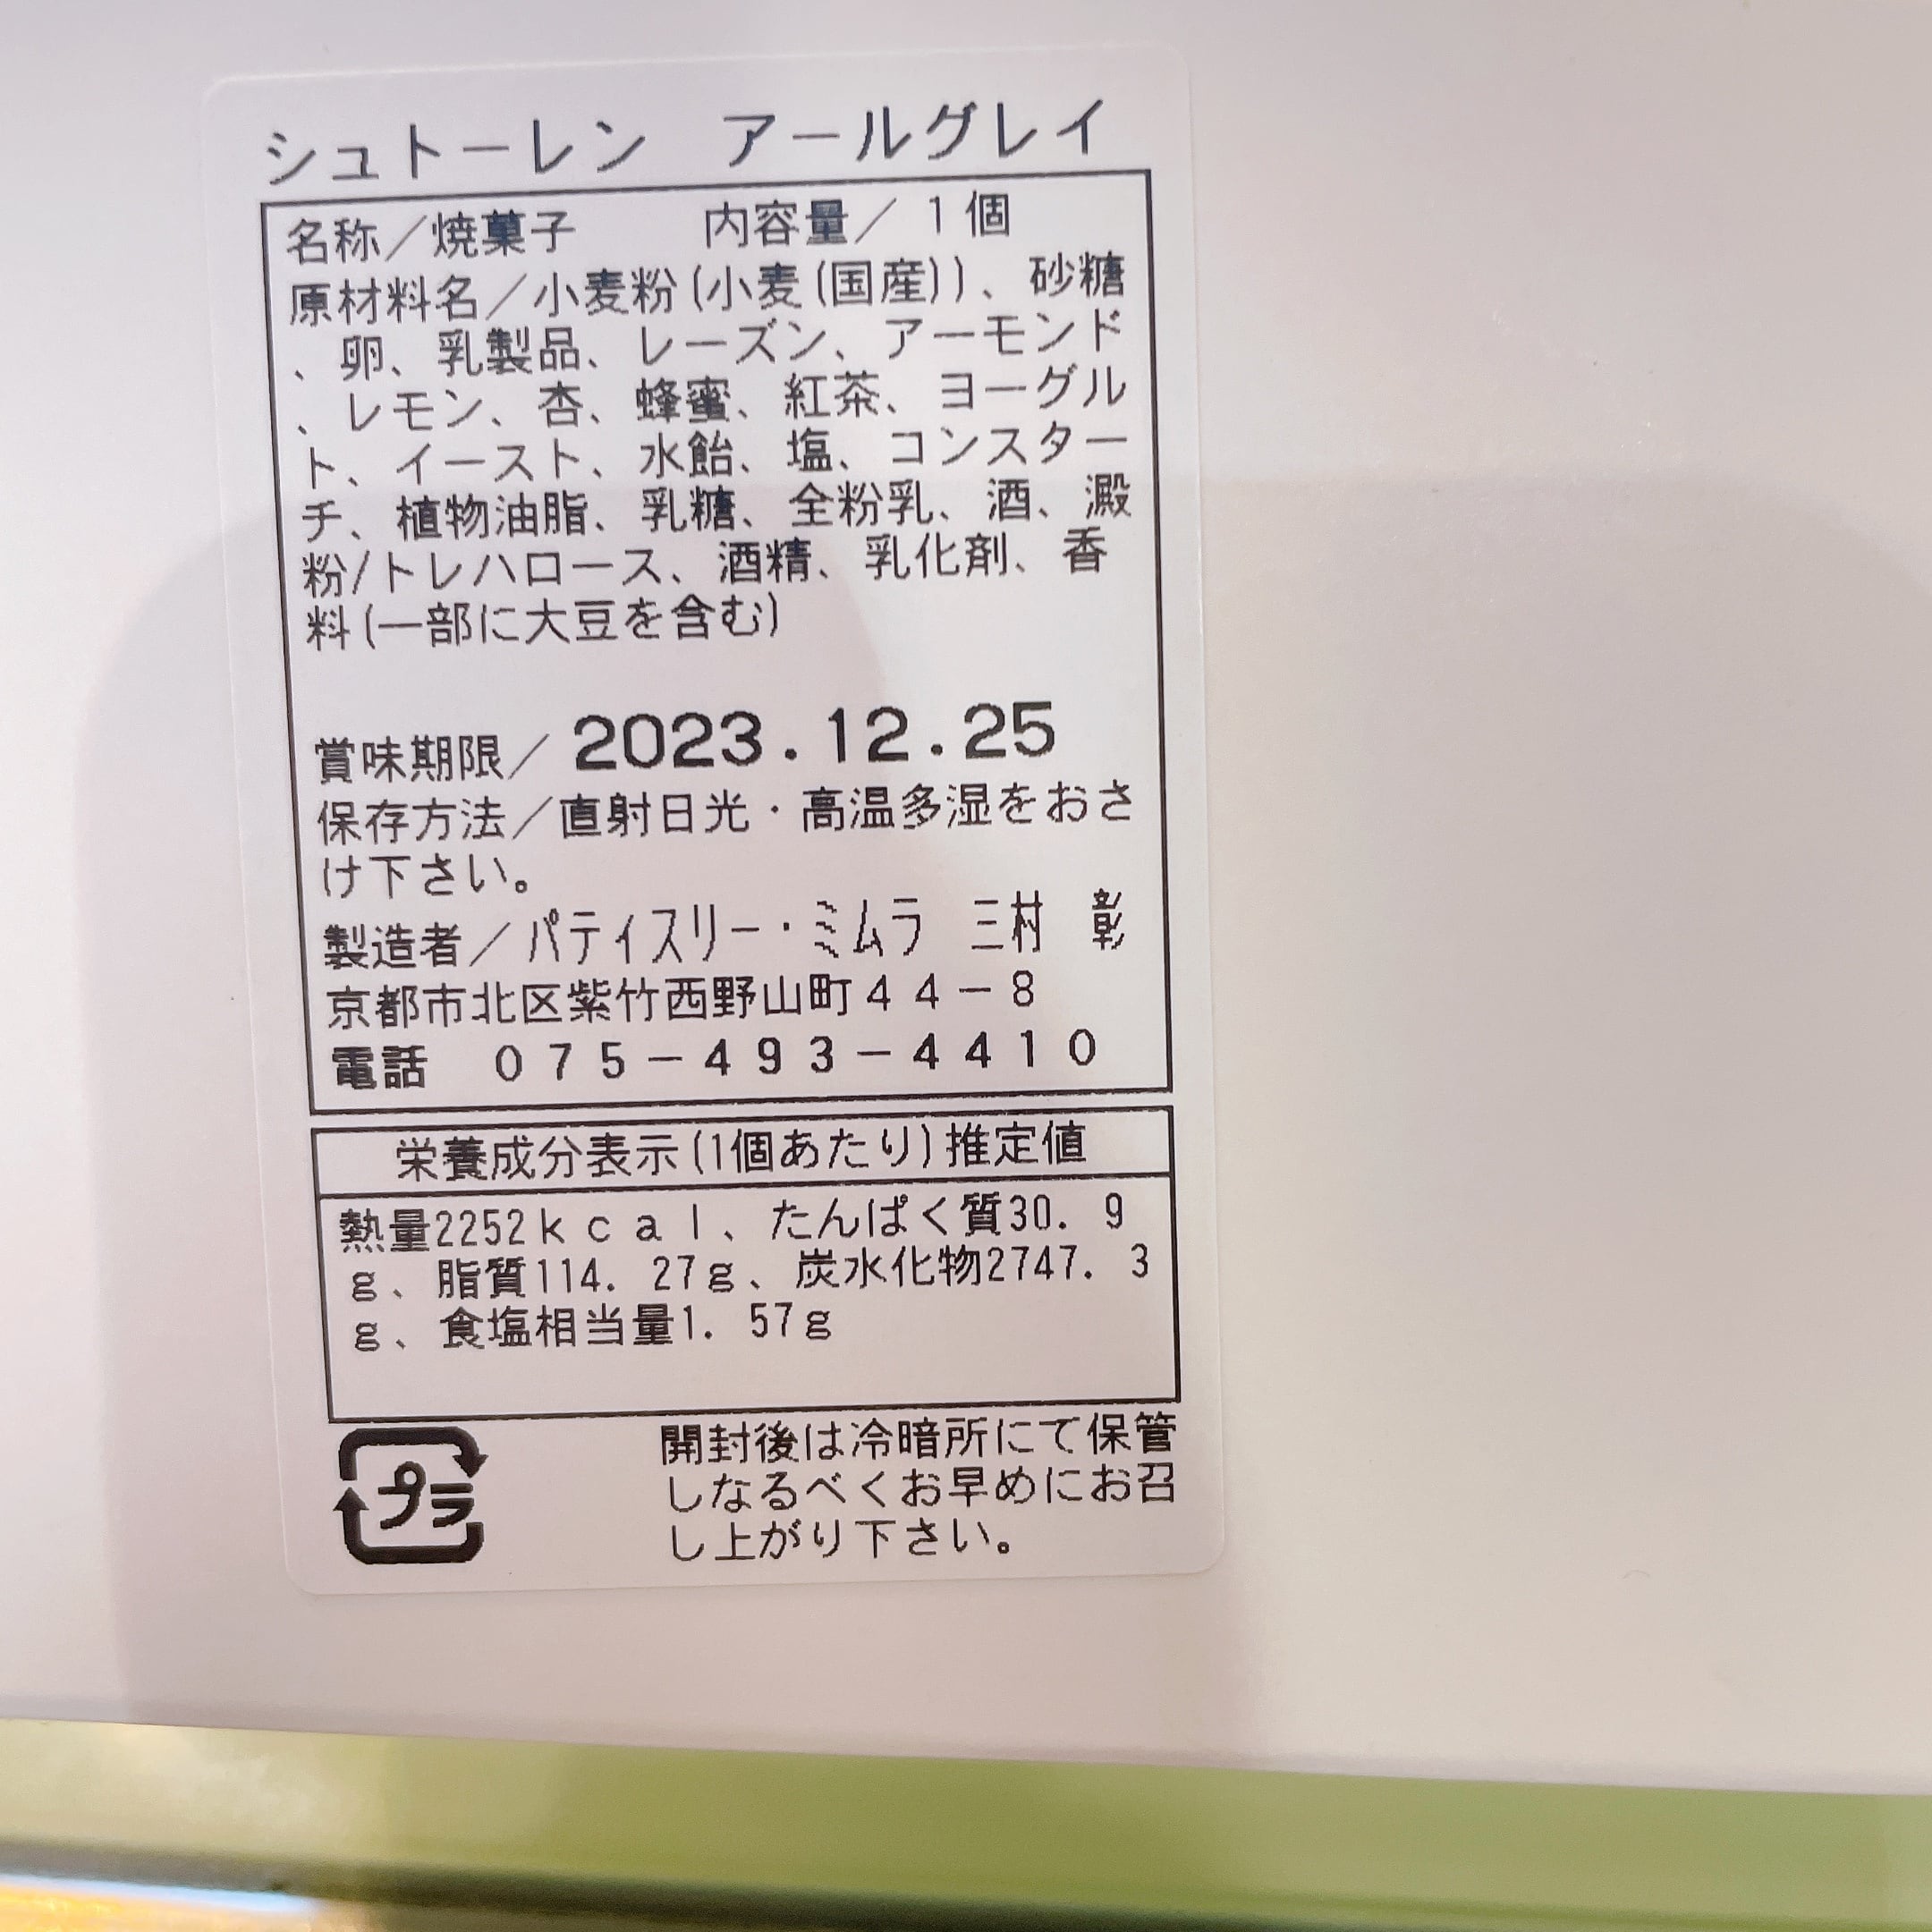 シュトーレン　アールグレイ
名称／焼菓子　　内容量／ 1個
原材料名／小麦粉(小麦(国産))、砂糖
、卵、乳製品、レーズン、アーモンド
、レモン、杏、蜂蜜、紅茶、ヨーグル
ト、イースト、水飴、塩、コンスター
チ、植物油脂、乳糖、全粉乳、酒、澱
粉/トレハロース、酒精、乳化剤、香
料(一部に大豆を含む)
賞味期限／ 2023.12.25
保存方法／直射日光・高温多湿をおさ
け下さい。
製造者／パティスリー・ミムラ　三村　彰
京都市北区紫竹西野山町４４－８
電話　０７５－４９３－４４１０
栄養成分表示(1個あたり)推定値
熱量2252ｋｃａｌ、たんぱく質30．9
ｇ、脂質114．27ｇ、炭水化物2747．3
ｇ、食塩相当量1．57ｇ
プラ
開封後は冷暗所にて保管
しなるべくお早めにお召
し上がり下さい。